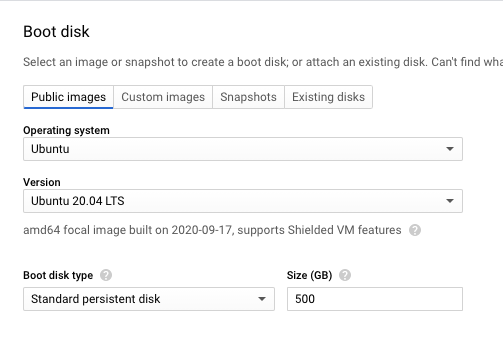 Boot disk
Select an image or snapshot to create a boot disk; or attach an existing disk. Can't find
Public images Custom images Snapshots Existing disks
Operating system
Ubuntu
Version
Ubuntu 20.04 LTS
amd64 focal image built on 2020-09-17, supports Shielded VM features ?
Boot disk type ? Size (GB) ?
Standard persistent disk 500